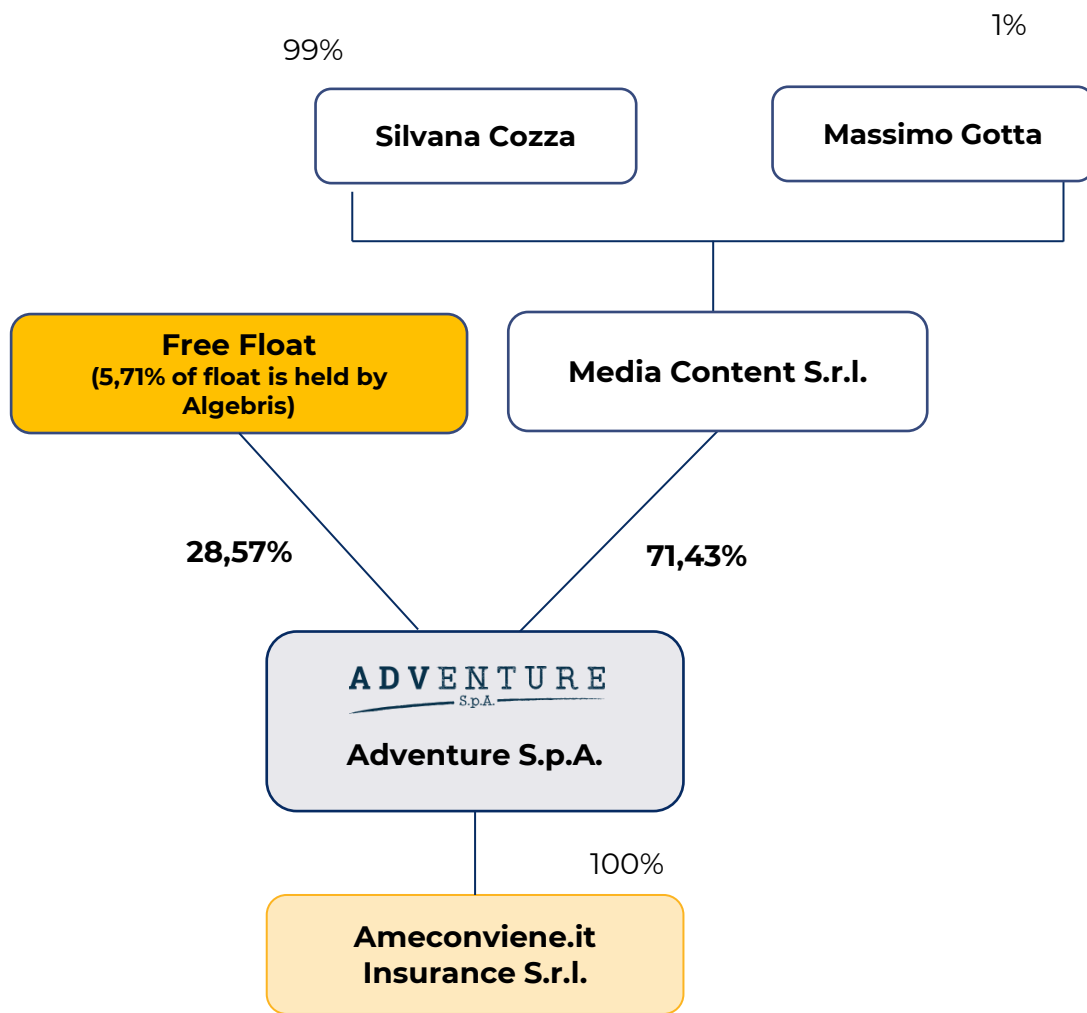 1%
99%
Silvana Cozza
Massimo Gotta
Free Float
(5,71% of float is held by
Algebris)
Media Content S.r.l.
28,57%
71,43%
ADVENTURE
S.p.A.
Adventure S.p.A.
100%
Ameconviene.it
Insurance S.r.l.